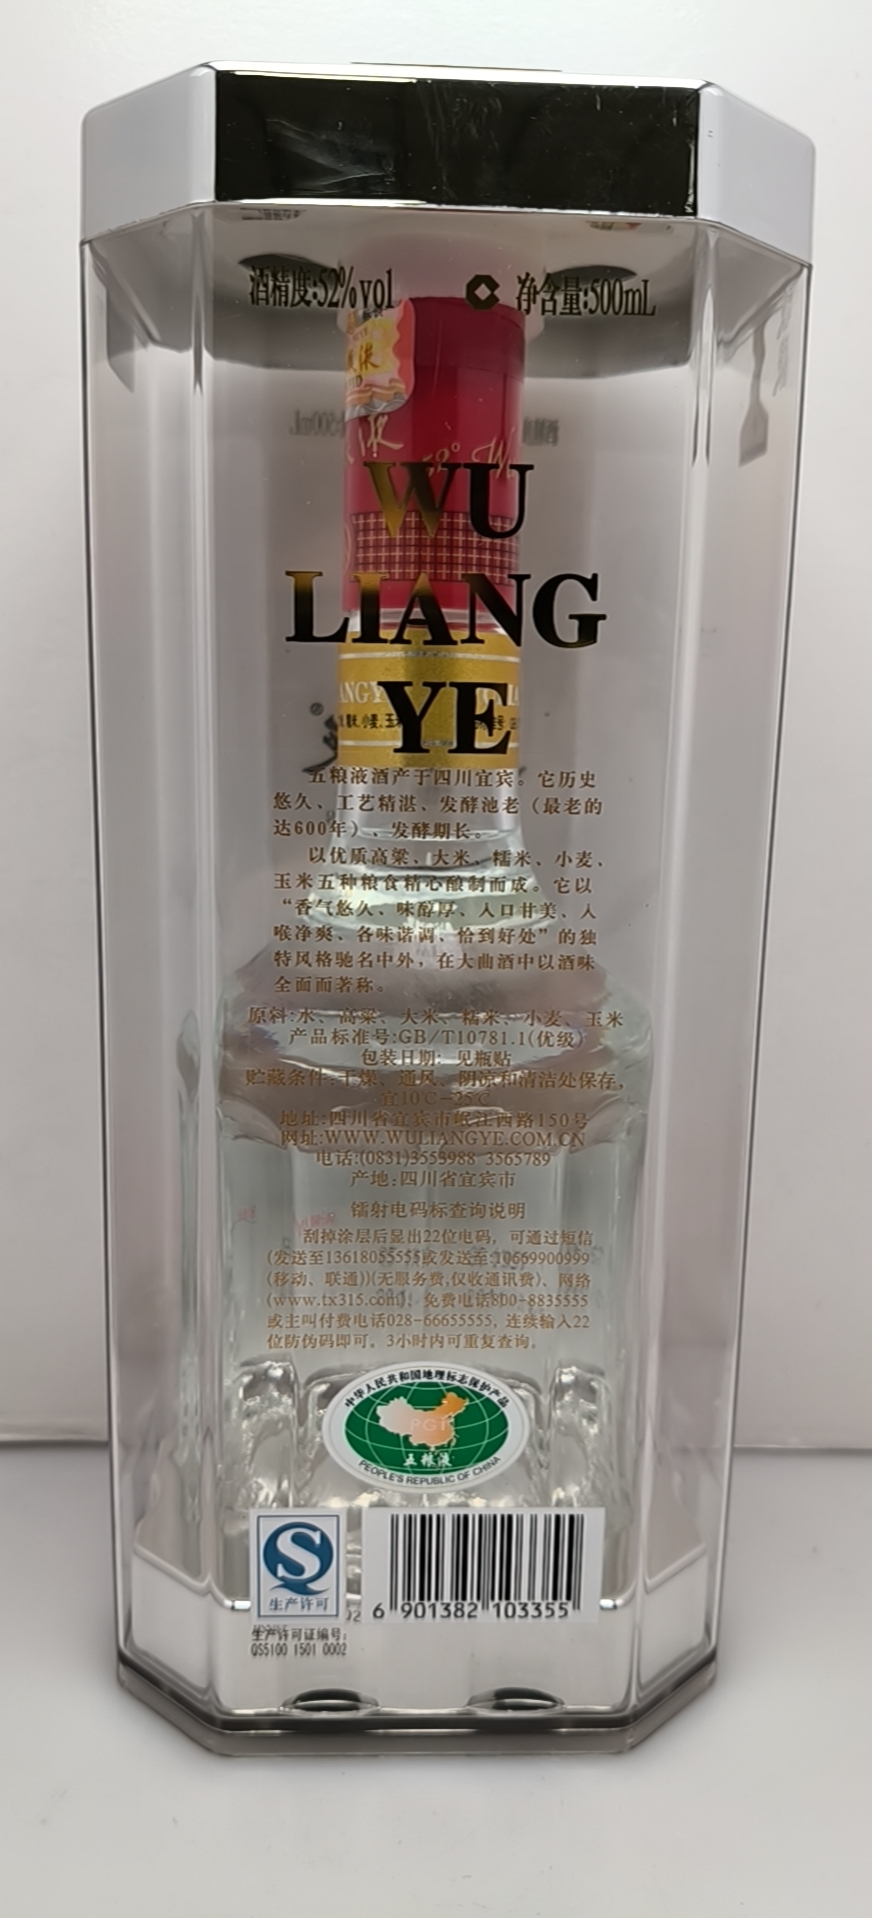 酒精度:52%vol 净含量:500mL
WU
LIANG
YE
五粮液酒产于四川宜宾。它历史
悠久、工艺精湛、发酵池老（最老的
达600年）、发酵期长。
以优质高粱、大米、糯米、小麦、
玉米五种粮食精心酿制而成。它以
“香气悠久、味醇厚、入口甘美、入
喉净爽、各味谐调、恰到好处”的独
特风格驰名中外，在大曲酒中以酒味
全面而著称。
原料:水、高粱、大米、糯米、小麦、玉米
产品标准号:GB/T10781.1(优级)
包装日期: 见瓶贴
贮藏条件:干燥、通风、阴凉和清洁处保存,
宜10℃-25℃
地址:四川省宜宾市岷江西路150号
网址:WWW.WULIANGYE.COM.CN
电话:(0831)3553988 3565789
产地:四川省宜宾市
镭射电码标查询说明
刮掉涂层后显出22位电码, 可通过短信
(发送至13618055555或发送至:10669900999
(移动、联通))(无服务费,仅收通讯费)、网络
(www.tx315.com)、免费电话800-8835555
或主叫付费电话028-66655555, 连续输入22
位防伪码即可。3小时内可重复查询。
中华人民共和国地理标志保护产品
PGI
五粮液
PEOPLE'S REPUBLIC OF CHINA
生产许可
6 901382 103355
生产许可证编号:
QS5100 1501 0002